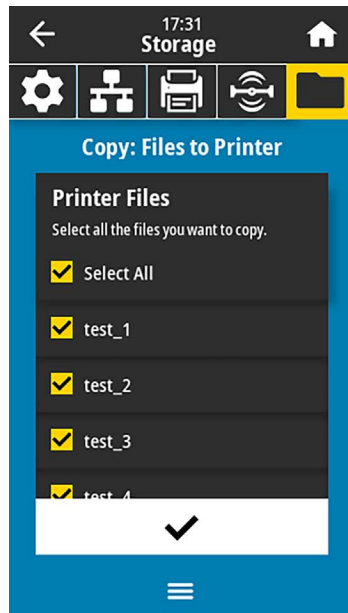 17:31
Storage
Copy: Files to Printer
Printer Files
Select all the files you want to copy.
Select All
test_1
test_2
test_3
test_4